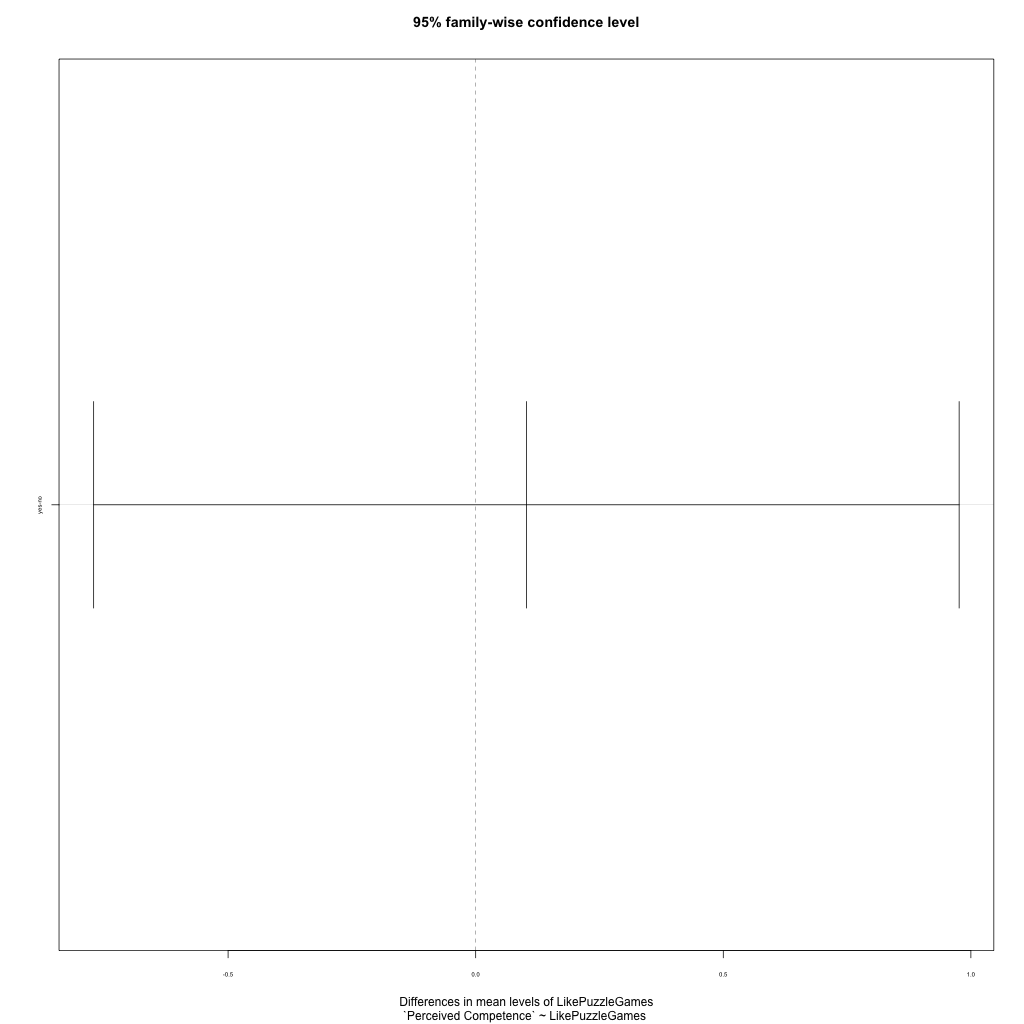 95% family-wise confidence level
yes-no
-0.5 0.0 0.5 1.0
Differences in mean levels of LikePuzzleGames
`Perceived Competence` ~ LikePuzzleGames